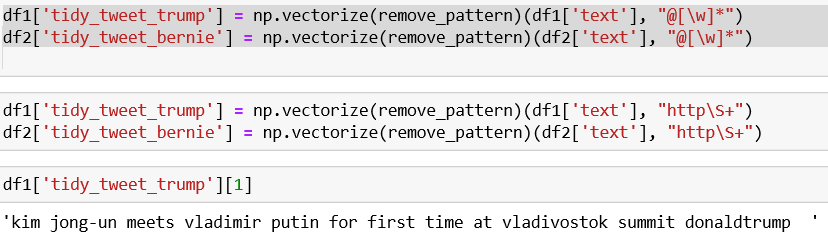 df1['tidy_tweet_trump'] = np.vectorize(remove_pattern)(df1['text'], "@[\w]*")
df2['tidy_tweet_bernie'] = np.vectorize(remove_pattern)(df2['text'], "@[\w]*")
df1['tidy_tweet_trump'] = np.vectorize(remove_pattern)(df1['text'], "http\S+")
df2['tidy_tweet_bernie'] = np.vectorize(remove_pattern)(df2['text'], "http\S+")
df1['tidy_tweet_trump'][1]
'kim jong-un meets vladimir putin for first time at vladivostok summit donaldtrump  '